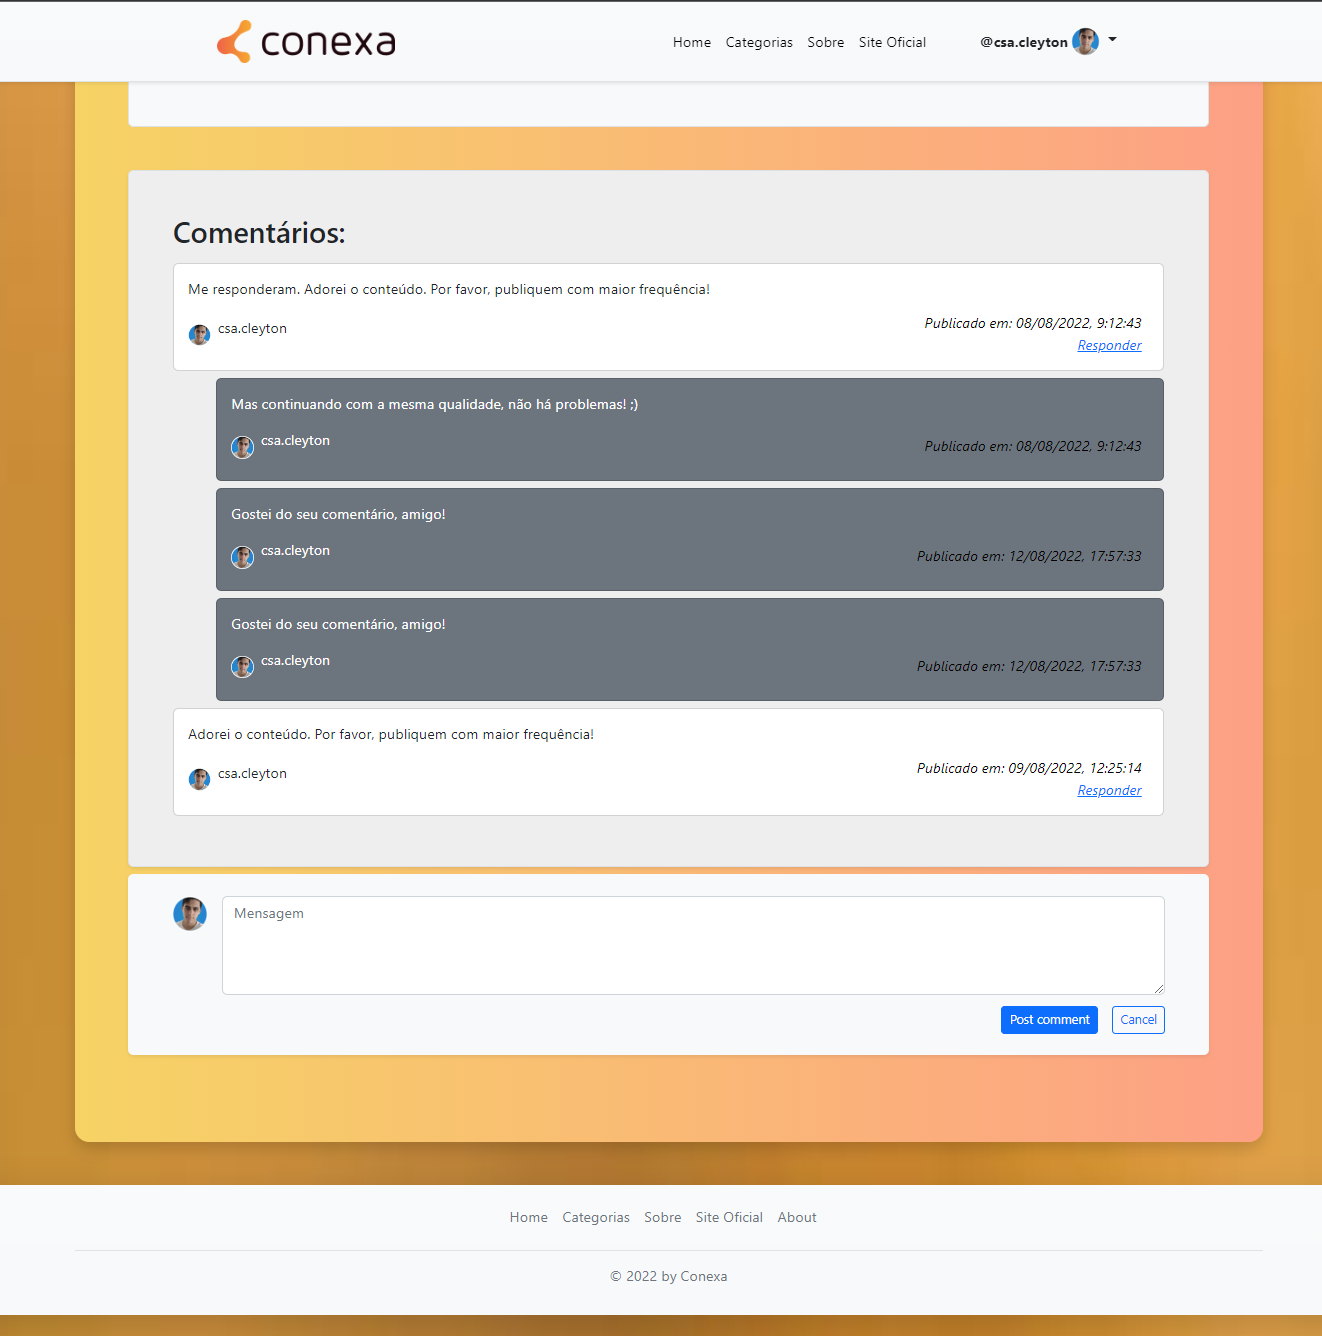 conexa
Home Categorias Sobre Site Oficial @csa.cleyton
Comentários:
Me responderam. Adorei o conteúdo. Por favor, publiquem com maior frequência!
csa.cleyton
Publicado em: 08/08/2022, 9:12:43
Responder
Mas continuando com a mesma qualidade, não há problemas! ;)
csa.cleyton
Publicado em: 08/08/2022, 9:12:43
Gostei do seu comentário, amigo!
csa.cleyton
Publicado em: 12/08/2022, 17:57:33
Gostei do seu comentário, amigo!
csa.cleyton
Publicado em: 12/08/2022, 17:57:33
Adorei o conteúdo. Por favor, publiquem com maior frequência!
csa.cleyton
Publicado em: 09/08/2022, 12:25:14
Responder
Mensagem
Post comment Cancel
Home Categorias Sobre Site Oficial About
© 2022 by Conexa